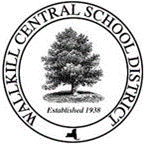 WALLKILL CENTRAL SCHOOL DISTRICT
Established 1938